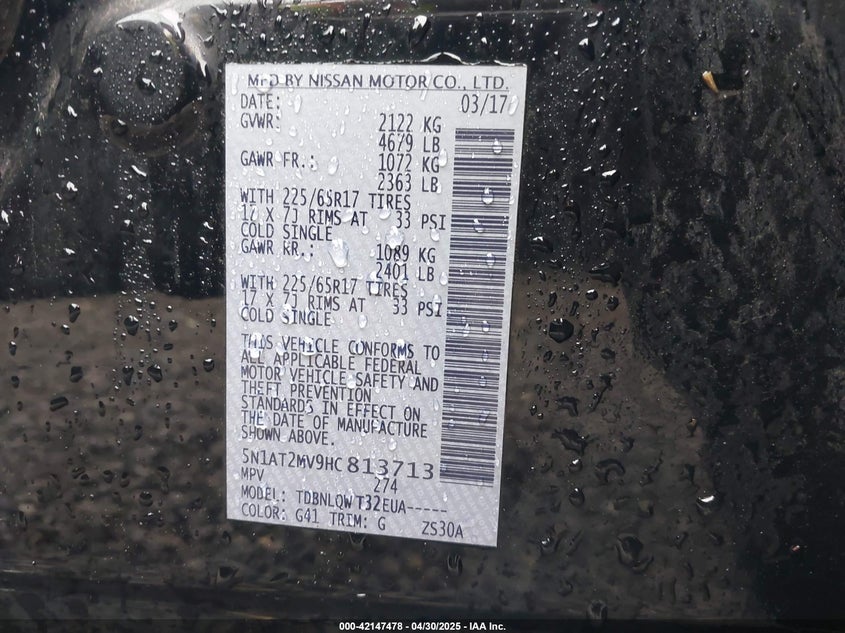 MFD BY NISSAN MOTOR CO., LTD.
DATE: 03/17
GVWR: 2122 KG
4679 LB
GAWR FR.: 1072 KG
2363 LB
WITH 225/65R17 TIRES
17 X 7J RIMS AT 33 PSI
COLD SINGLE
GAWR RR.: 1089 KG
2401 LB
WITH 225/65R17 TIRES
17 X 7J RIMS AT 33 PSI
COLD SINGLE
THIS VEHICLE CONFORMS TO
ALL APPLICABLE FEDERAL
MOTOR VEHICLE SAFETY AND
THEFT PREVENTION
STANDARDS IN EFFECT ON
THE DATE OF MANUFACTURE
SHOWN ABOVE.
5N1AT2MV9HC813713
MPV 274
MODEL: TDBNLQWT32EUA-----
COLOR: G41 TRIM: G ZS30A
000-42147478 - 04/30/2025 - IAA Inc.